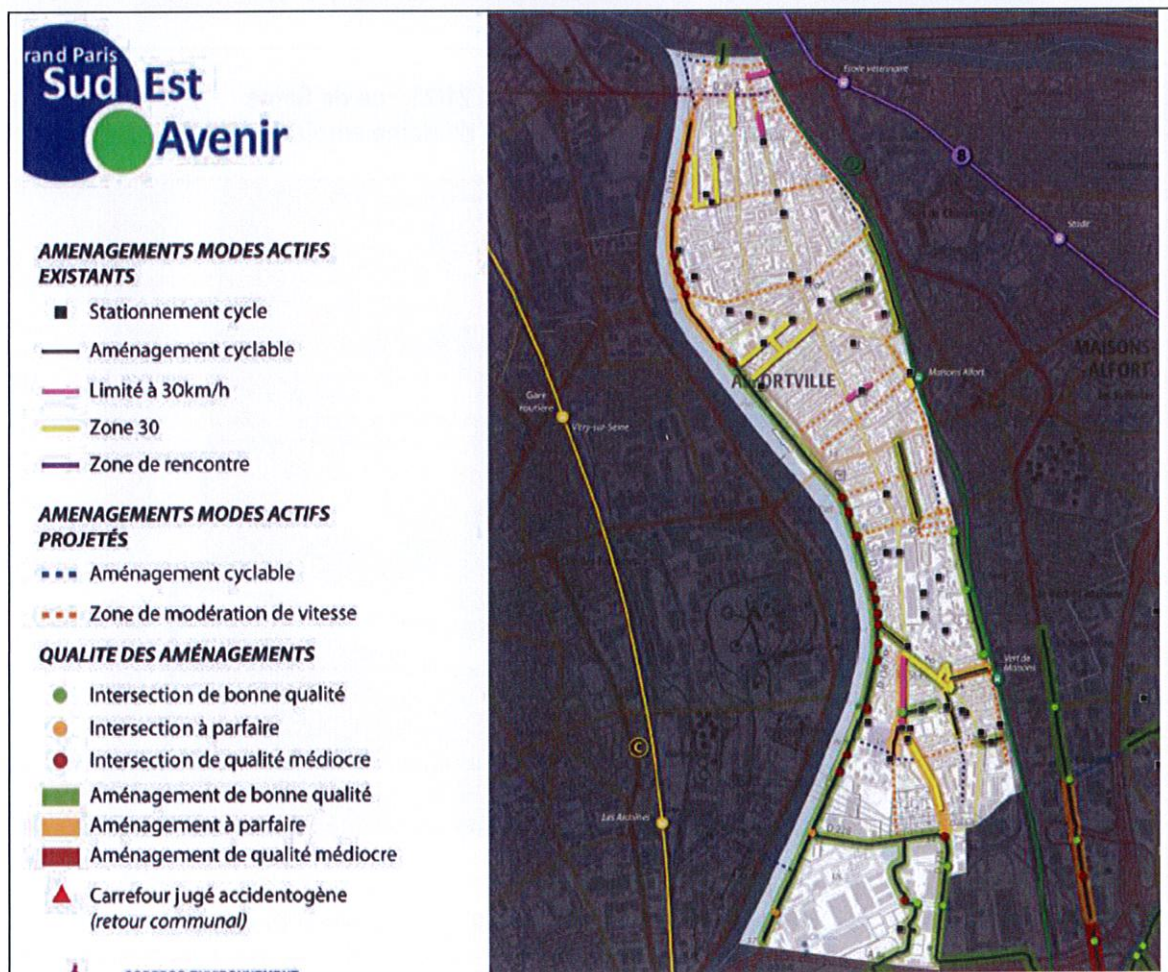 rand Paris
Sud Est
Avenir
AMENAGEMENTS MODES ACTIFS
EXISTANTS
Stationnement cycle
Aménagement cyclable
Limité à 30km/h
Zone 30
Zone de rencontre
AMENAGEMENTS MODES ACTIFS
PROJETÉS
Aménagement cyclable
Zone de modération de vitesse
QUALITE DES AMÉNAGEMENTS
Intersection de bonne qualité
Intersection à parfaire
Intersection de qualité médiocre
Aménagement de bonne qualité
Aménagement à parfaire
Aménagement de qualité médiocre
Carrefour jugé accidentogène
(retour communal)
Ecole vétérinaire
8
Stade
MAISONS
ALFORT
Maisons Alfort
Gare
routière
Vitry-sur-Seine
Vert de
Maisons
C
Les Ardoines